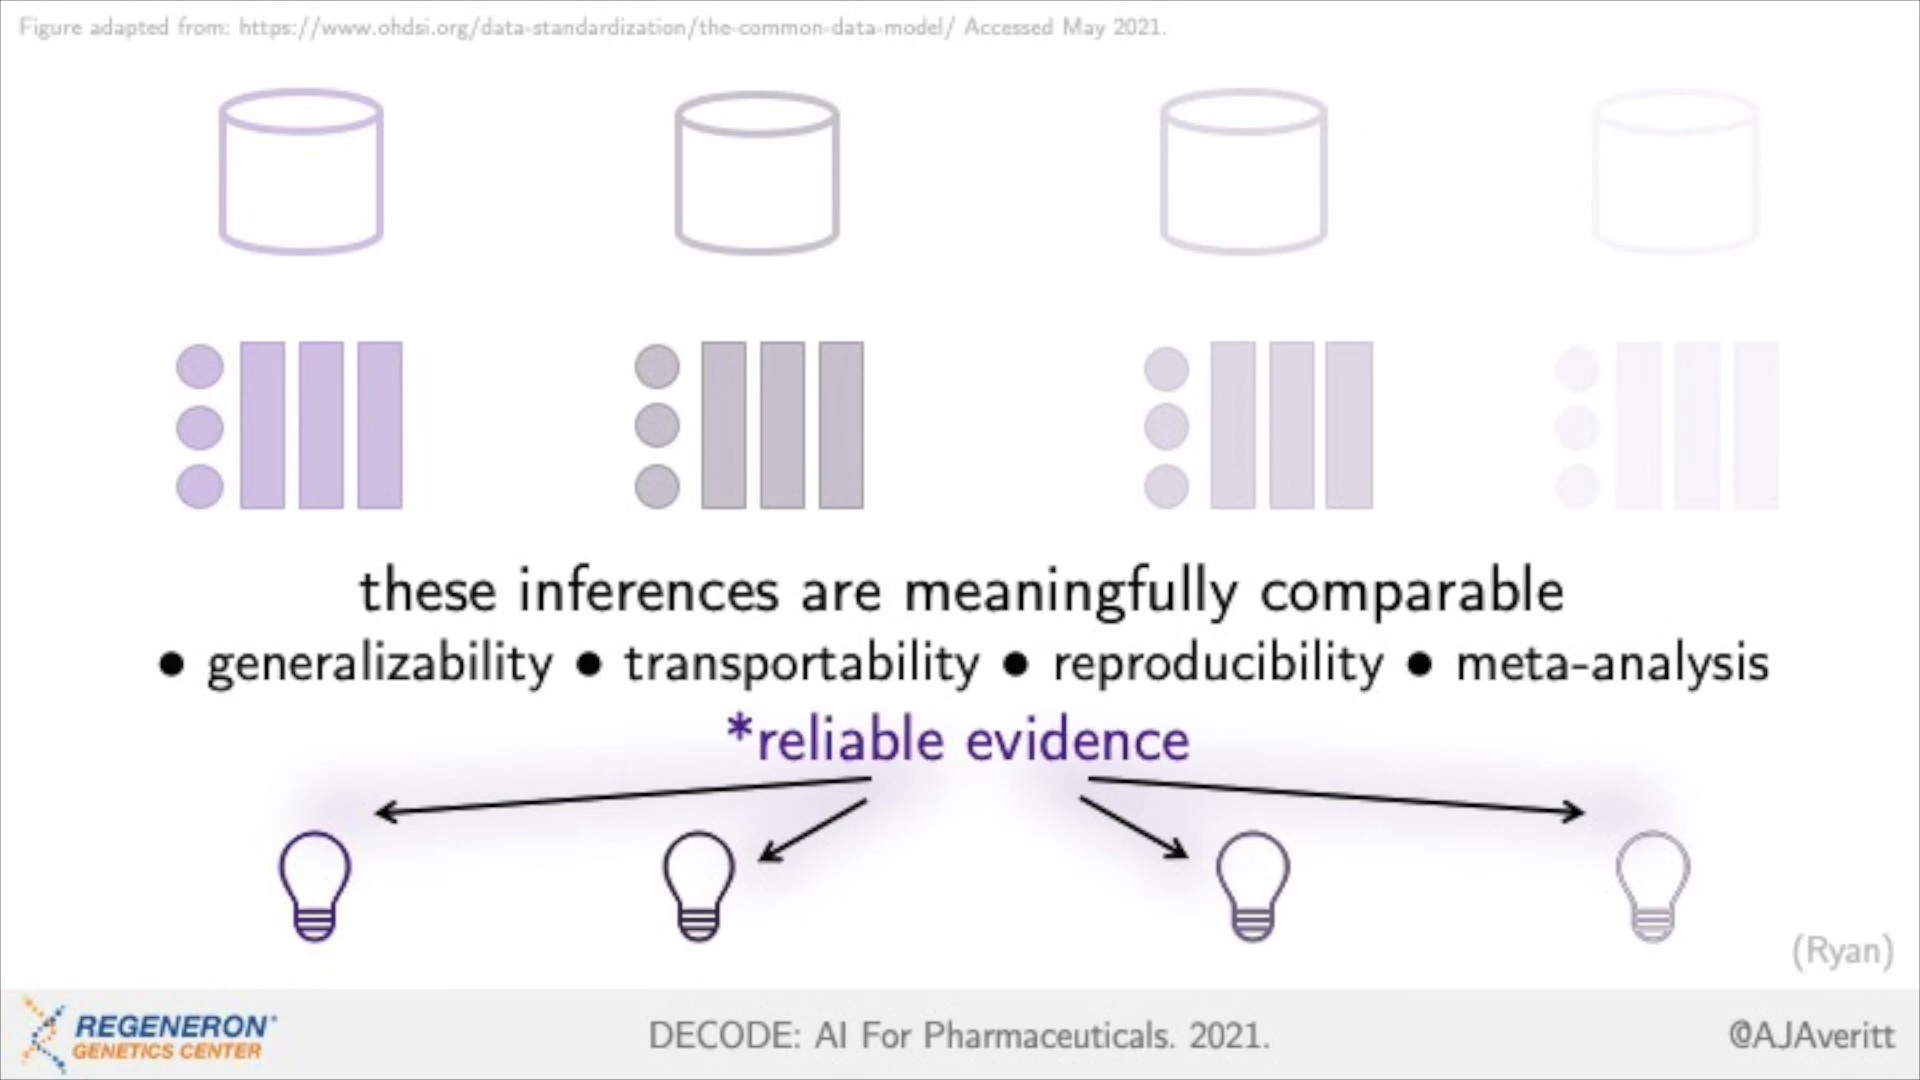 Figure adapted from: https://www.ohdsi.org/data-standardization/the-common-data-model/ Accessed May 2021.
these inferences are meaningfully comparable
● generalizability ● transportability ● reproducibility ● meta-analysis
*reliable evidence
(Ryan)
REGENERON®
GENETICS CENTER
DECODE: AI For Pharmaceuticals. 2021.
@AJAveritt